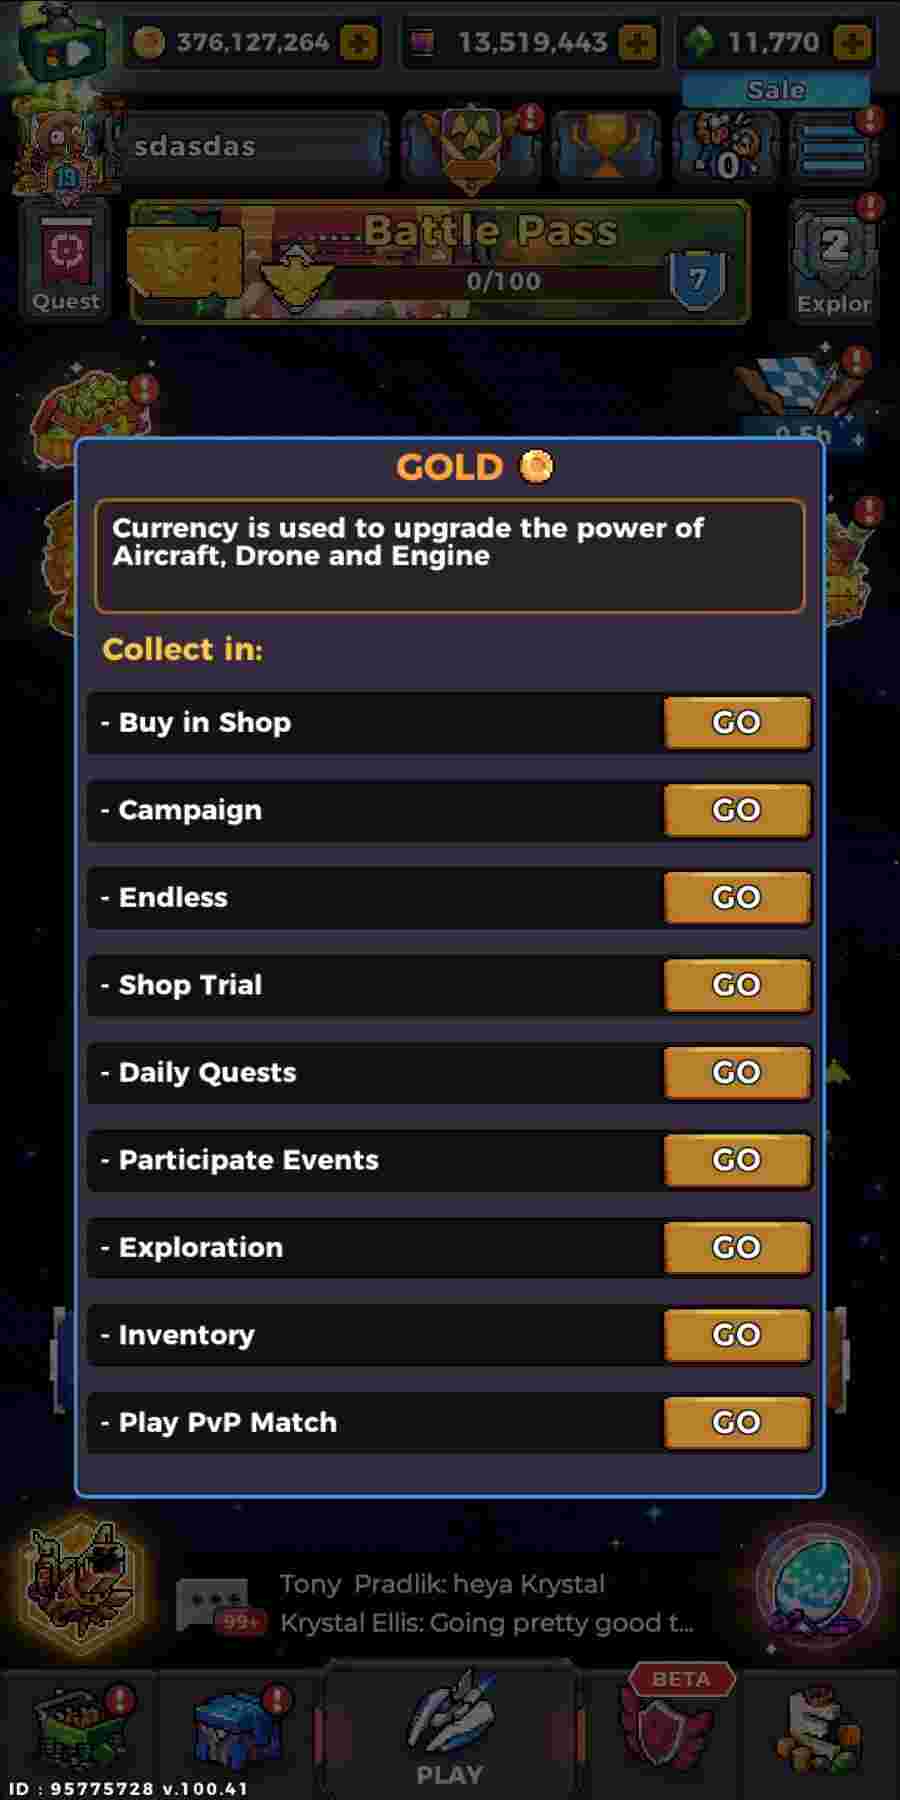 376,127,264
13,519,443
11,770
Sale
sdasdas
0
19
Battle Pass
0/100
7
2
Quest
Explor
GOLD
Currency is used to upgrade the power of
Aircraft, Drone and Engine
Collect in:
- Buy in Shop GO
- Campaign GO
- Endless GO
- Shop Trial GO
- Daily Quests GO
- Participate Events GO
- Exploration GO
- Inventory GO
- Play PvP Match GO
Tony Pradlik: heya Krystal
99+
Krystal Ellis: Going pretty good t...
BETA
PLAY
ID : 95775728 v.100.41